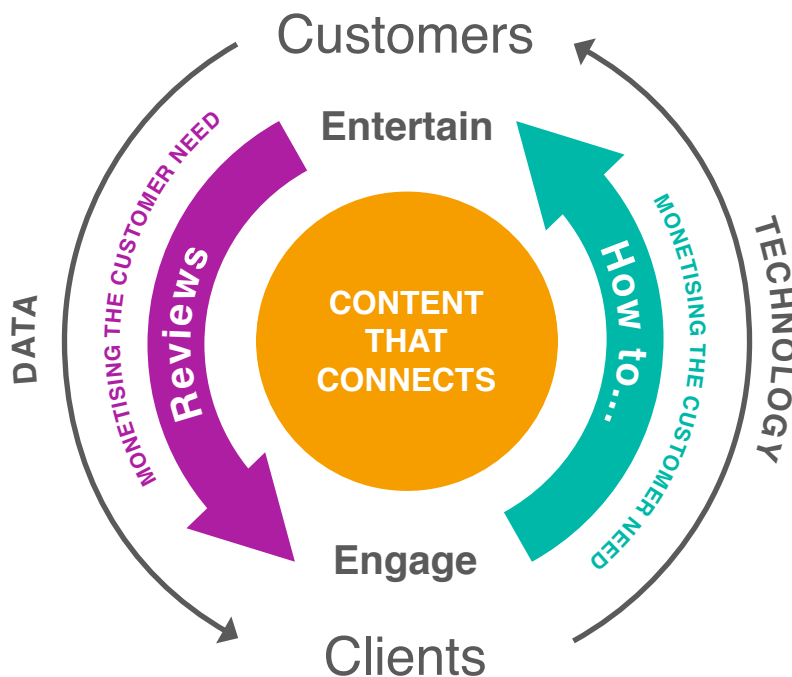 Customers
Entertain
MONETISING THE CUSTOMER NEED
Reviews
DATA
CONTENT
THAT
CONNECTS
How to...
MONETISING THE CUSTOMER NEED
TECHNOLOGY
Engage
Clients